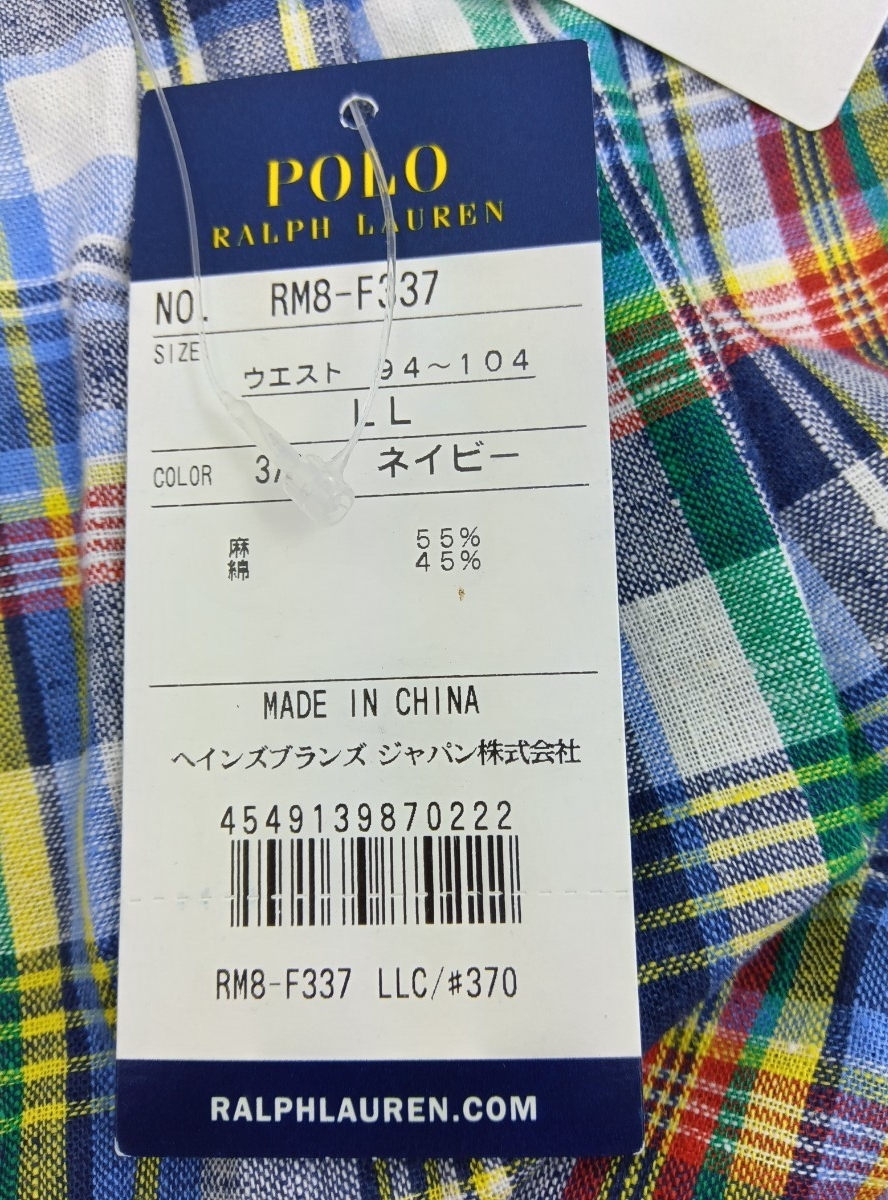 POLO
RALPH LAUREN
NO. RM8-F337
SIZE
ウエスト 94~104
LL
COLOR ネイビー
麻 55%
綿 45%
MADE IN CHINA
ヘインズブランズ ジャパン株式会社
4549139870222
RM8-F337 LLC/#370
RALPHLAUREN.COM